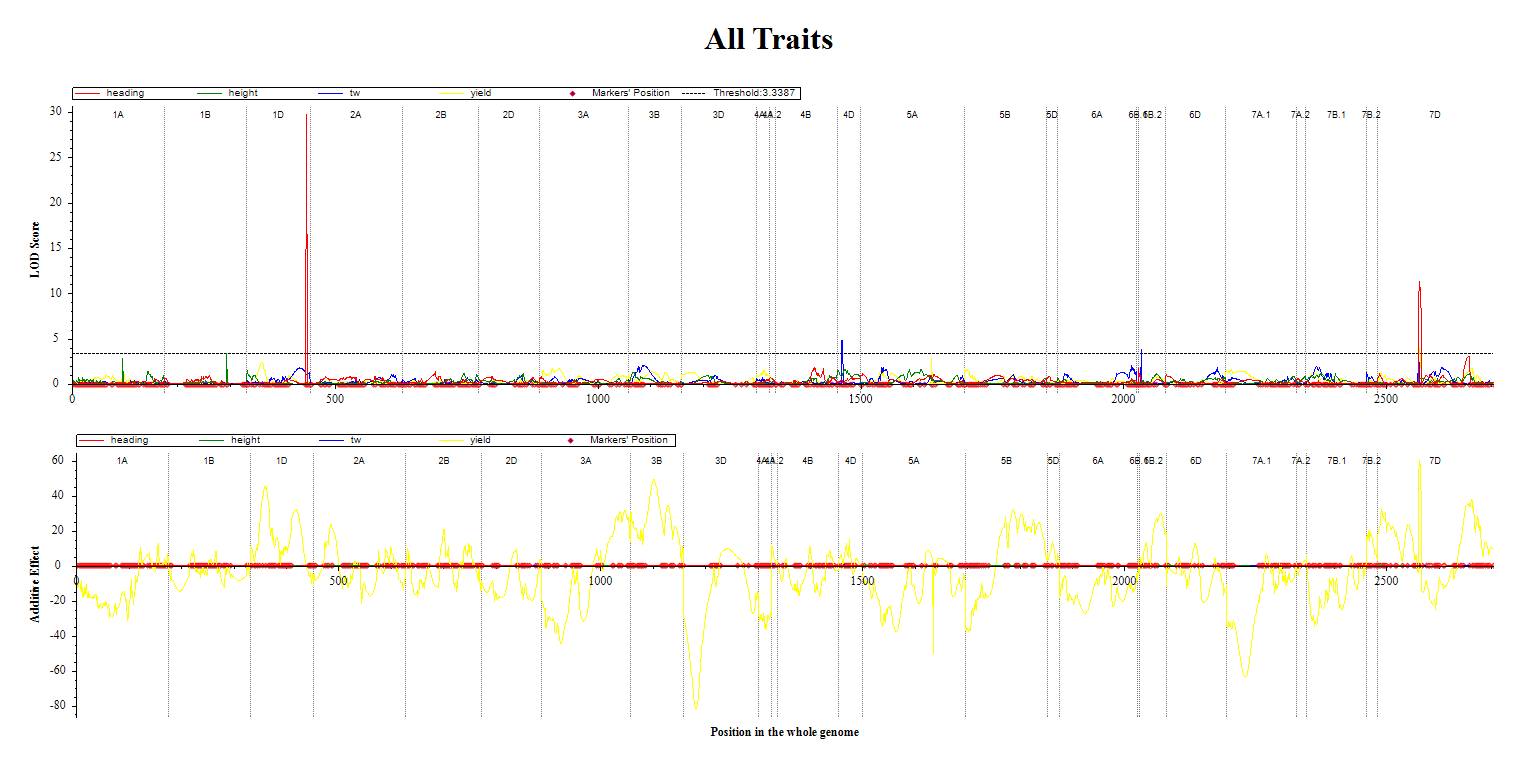 All Traits
heading height tw yield Markers' Position Threshold:3.3387
1A 1B 1D 2A 2B 2D 3A 3B 3D 4A.2 4B 4D 5A 5B 5D 6A 6B.2 6D 7A.1 7A.2 7B.1 7B.2 7D
30
25
20
15
10
5
0
LOD Score
0 500 1000 1500 2000 2500
heading height tw yield Markers' Position
1A 1B 1D 2A 2B 2D 3A 3B 3D 4A.2 4B 4D 5A 5B 5D 6A 6B.2 6D 7A.1 7A.2 7B.1 7B.2 7D
60
40
20
0
-20
-40
-60
-80
Additive Effect
0 500 1000 1500 2000 2500
Position in the whole genome